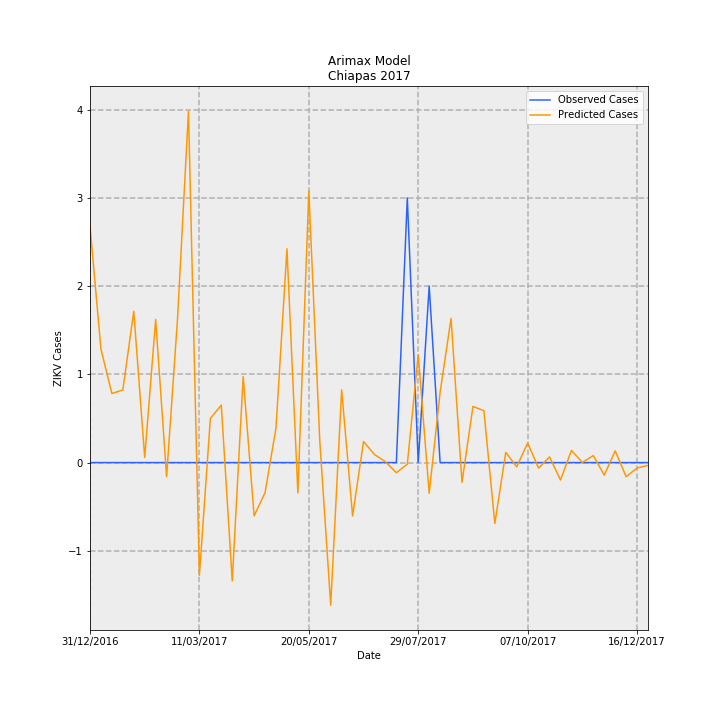 Arimax Model
Chiapas 2017
Observed Cases
Predicted Cases
4
3
2
1
0
−1
ZIKV Cases
31/12/2016 11/03/2017 20/05/2017 29/07/2017 07/10/2017 16/12/2017
Date